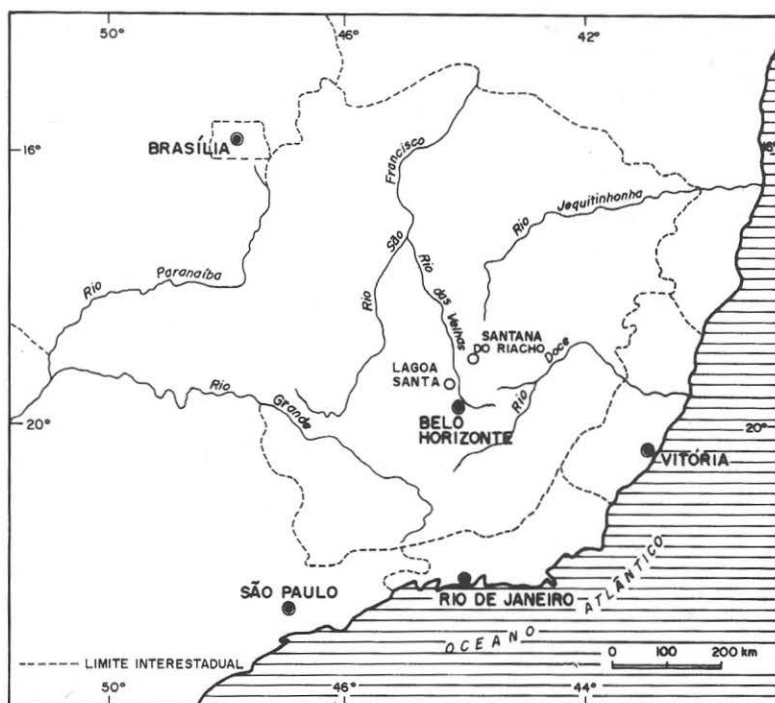 50°
46°
42°
16°
BRASÍLIA
Francisco
16°
Rio
Jequitinhonha
São
Rio
Rio
Paranaíba
Rio
das Velhas
SANTANA
DO RIACHO
Doce
LAGOA
SANTA
Rio
Rio
Grande
20°
BELO
HORIZONTE
20°
VITÓRIA
SÃO PAULO
RIO DE JANEIRO
OCEANO ATLÂNTICO
LIMITE INTERESTADUAL
0 100 200 km
50°
46°
44°